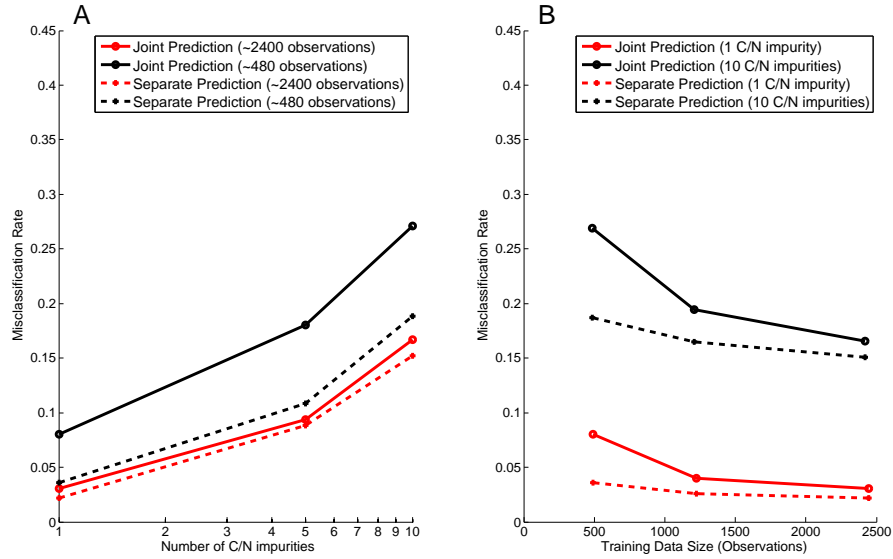 A
Joint Prediction (~2400 observations)
Joint Prediction (~480 observations)
Separate Prediction (~2400 observations)
Separate Prediction (~480 observations)
0.45
0.4
0.35
0.3
0.25
0.2
0.15
0.1
0.05
0
Misclassification Rate
1 2 3 4 5 6 7 8 9 10
Number of C/N impurities
B
Joint Prediction (1 C/N impurity)
Joint Prediction (10 C/N impurities)
Separate Prediction (1 C/N impurity)
Separate Prediction (10 C/N impurities)
0.45
0.4
0.35
0.3
0.25
0.2
0.15
0.1
0.05
0
Misclassification Rate
0 500 1000 1500 2000 2500
Training Data Size (Observations)